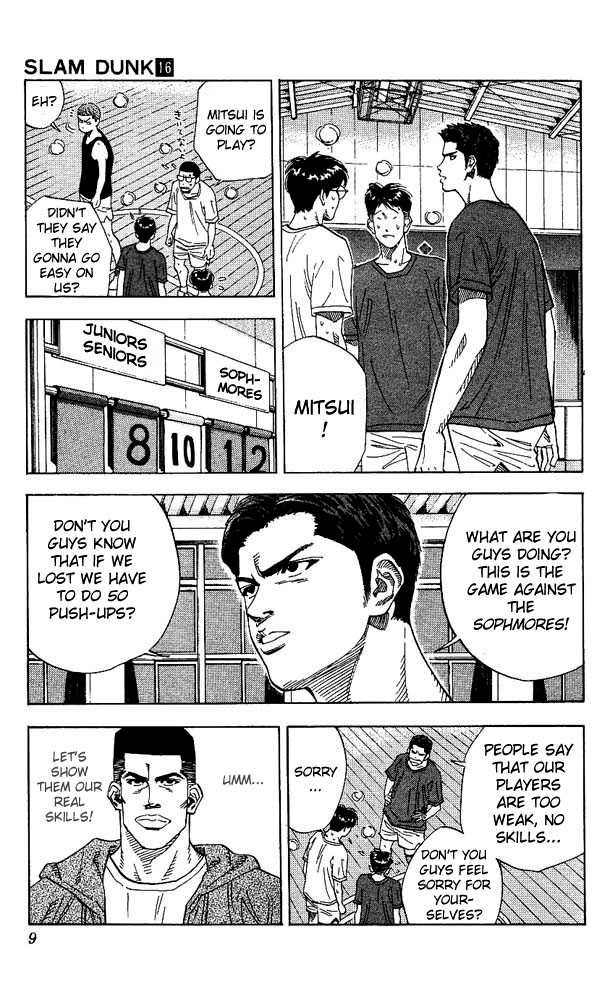 SLAM DUNK 16
MITSUI
!
MITSUI IS
GOING TO
PLAY?
EH?
DIDN'T
THEY SAY
THEY
GONNA GO
EASY ON
US?
JUNIORS
SENIORS
SOPH-
MORES
8 10 1 2
WHAT ARE YOU
GUYS DOING?
THIS IS THE
GAME AGAINST
THE
SOPHMORES!
DON'T YOU
GUYS KNOW
THAT IF WE
LOST WE HAVE
TO DO 50
PUSH-UPS?
PEOPLE SAY
THAT OUR
PLAYERS
ARE TOO
WEAK, NO
SKILLS...
DON'T YOU
GUYS FEEL
SORRY FOR
YOUR-
SELVES?
SORRY
...
UMM...
LET'S
SHOW
THEM OUR
REAL
SKILLS!
9